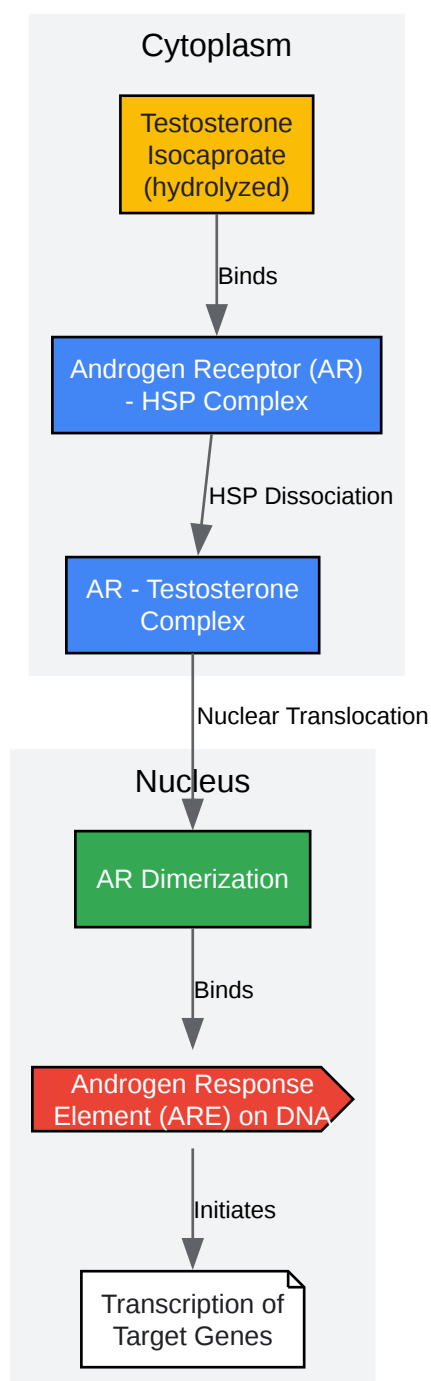 Cytoplasm
Testosterone
Isocaproate
(hydrolyzed)
Binds
Androgen Receptor (AR)
- HSP Complex
HSP Dissociation
AR - Testosterone
Complex
Nuclear Translocation
Nucleus
AR Dimerization
Binds
Androgen Response
Element (ARE) on DNA
Initiates
Transcription of
Target Genes